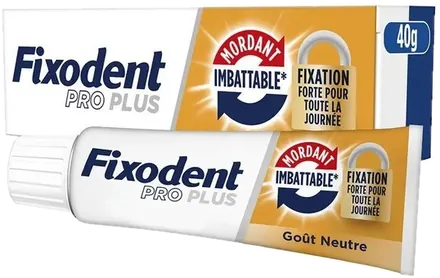 Fixodent
PRO PLUS
MORDANT
IMBATTABLE*
FIXATION
FORTE POUR
TOUTE LA
JOURNÉE
40g
Fixodent
PRO PLUS
MORDANT
IMBATTABLE*
FIXATION
FORTE POUR
TOUTE LA
JOURNÉE
Goût Neutre